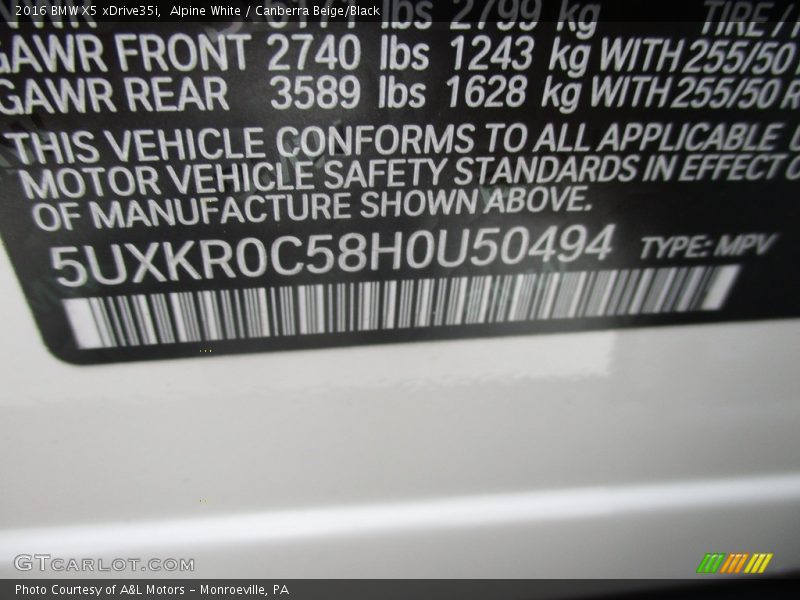 2016 BMW X5 xDrive35i,  Alpine White / Canberra Beige/Black
lbs 2799 kg TIRE/
GAWR FRONT 2740 lbs 1243 kg WITH 255/50
GAWR REAR 3589 lbs 1628 kg WITH 255/50 R
THIS VEHICLE CONFORMS TO ALL APPLICABLE
MOTOR VEHICLE SAFETY STANDARDS IN EFFECT
OF MANUFACTURE SHOWN ABOVE.
5UXKR0C58H0U50494 TYPE: MPV
GTCARLOT.COM
Photo Courtesy of A&L Motors - Monroeville, PA